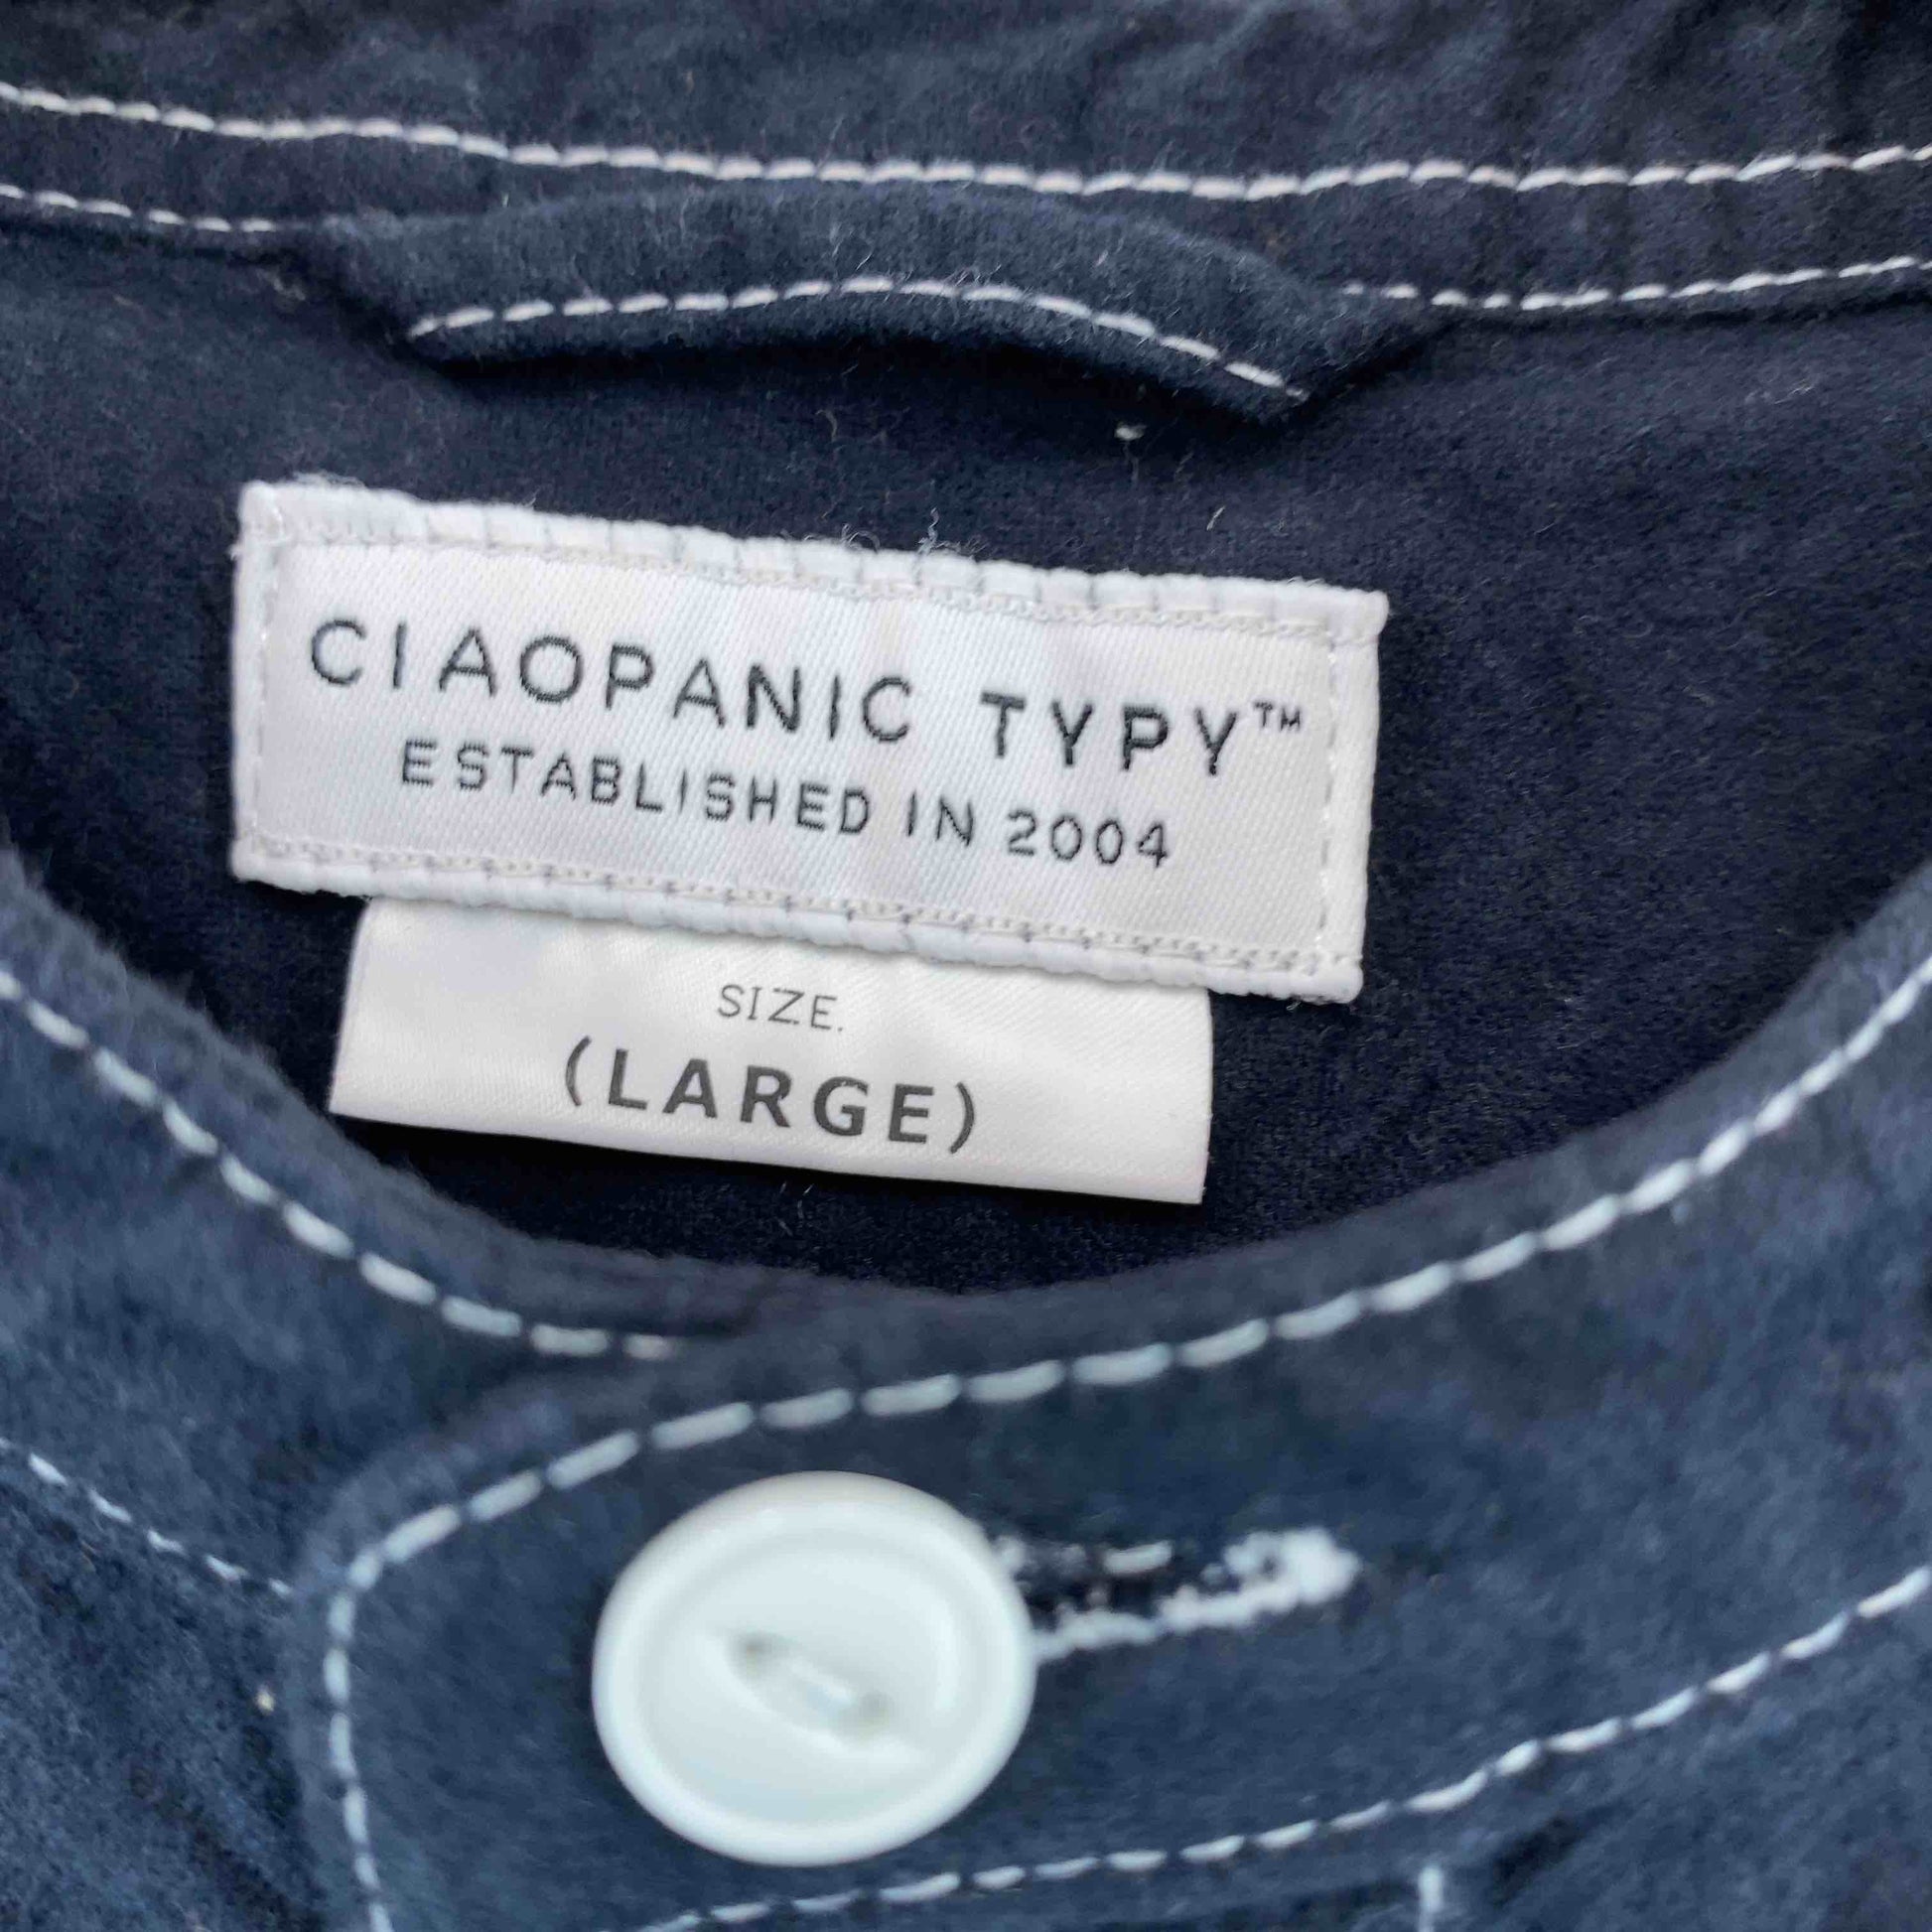 CIAOPANIC TYPY™
ESTABLISHED IN 2004
SIZE.
(LARGE)